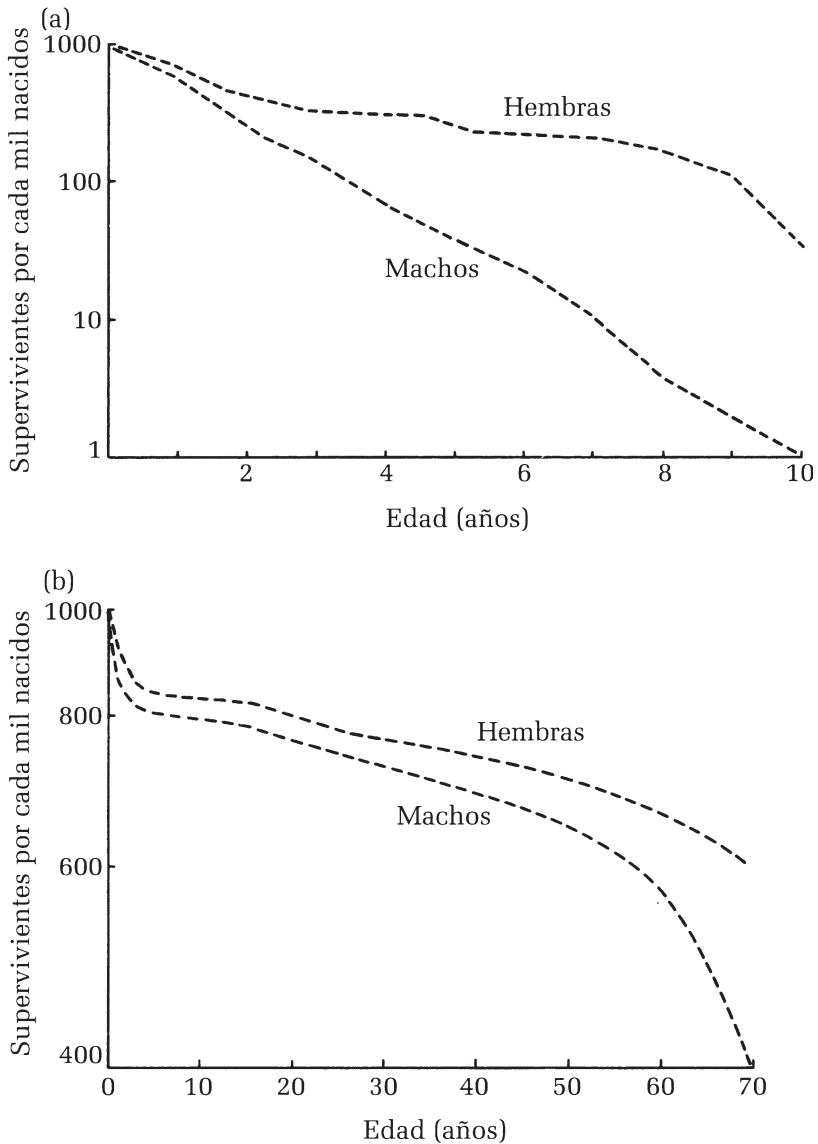 (a)
Supervivientes por cada mil nacidos
1000
100
10
1
Hembras
Machos
2 4 6 8 10
Edad (años)
(b)
Supervivientes por cada mil nacidos
1000
800
600
400
Hembras
Machos
0 10 20 30 40 50 60 70
Edad (años)